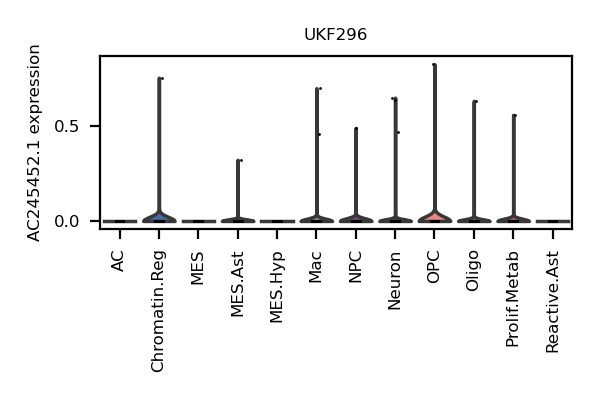 UKF296
AC245452.1 expression
0.5
0.0
AC
Chromatin.Reg
MES
MES.Ast
MES.Hyp
Mac
NPC
Neuron
OPC
Oligo
Prolif.Metab
Reactive.Ast